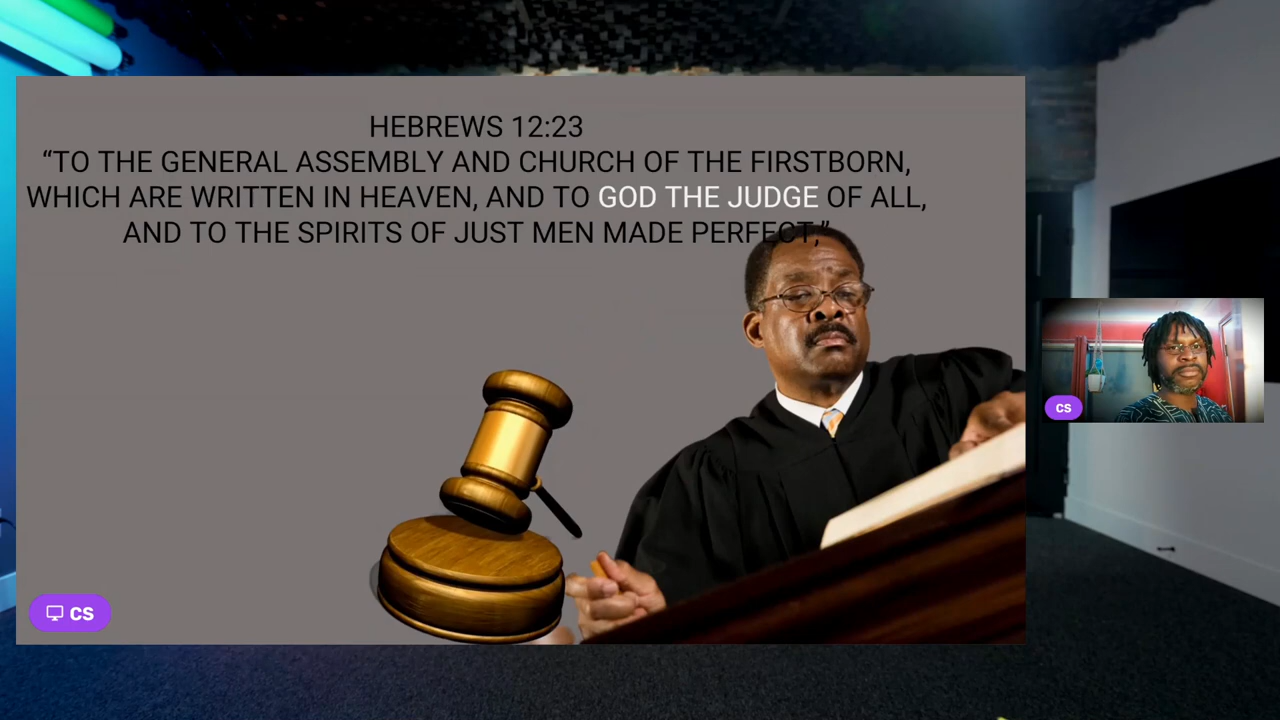 HEBREWS 12:23
“TO THE GENERAL ASSEMBLY AND CHURCH OF THE FIRSTBORN,
WHICH ARE WRITTEN IN HEAVEN, AND TO GOD THE JUDGE OF ALL,
AND TO THE SPIRITS OF JUST MEN MADE PERFECT,”
CS
CS